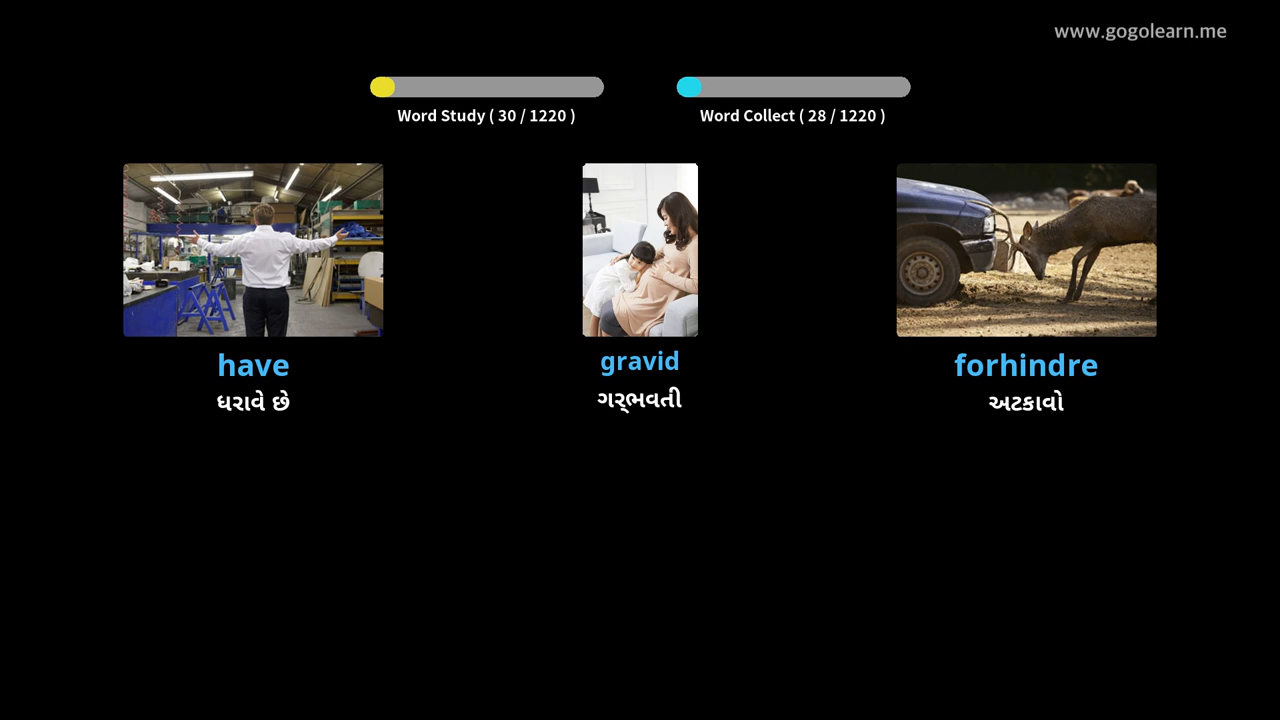 www.gogolearn.me
Word Study ( 30 / 1220 )
Word Collect ( 28 / 1220 )
have
gravid
forhindre
ધરાવે છે
ગર્‍ભવતી
અટકાવો